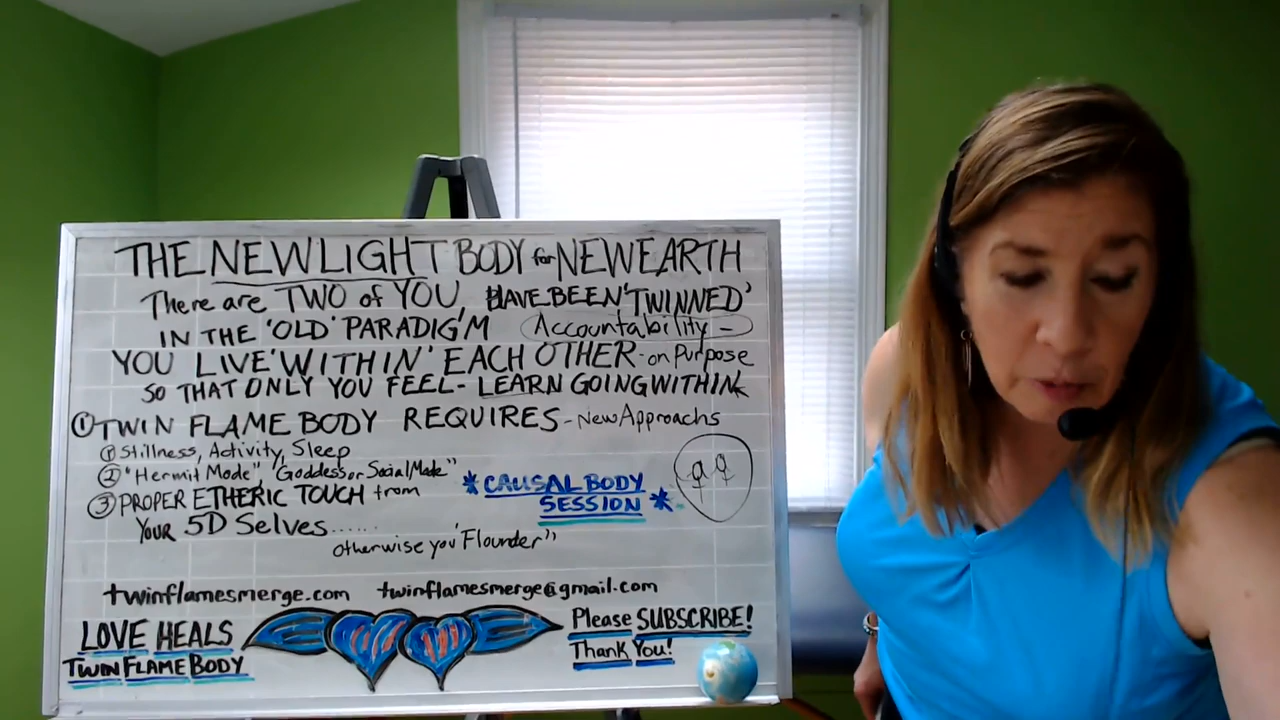 THE NEW LIGHT BODY for NEW EARTH
There are TWO of YOU, HAVE BEEN 'TWINNED'
IN THE 'OLD' PARADIG'M Accountability -
YOU LIVE 'WITHIN' EACH OTHER - on Purpose
SO THAT ONLY YOU FEEL - LEARN GOING WITHIN
① TWIN FLAME BODY REQUIRES - New Approachs
① Stillness, Activity, Sleep
② "Hermit Mode", "Goddess or Social Mode"
③ PROPER ETHERIC TOUCH from
YOUR 5D Selves......
* CAUSAL BODY
SESSION *
otherwise you 'Flounder"
twinflamesmerge.com twinflamesmerge@gmail.com
LOVE HEALS
TWIN FLAME BODY
Please SUBSCRIBE!
Thank You!